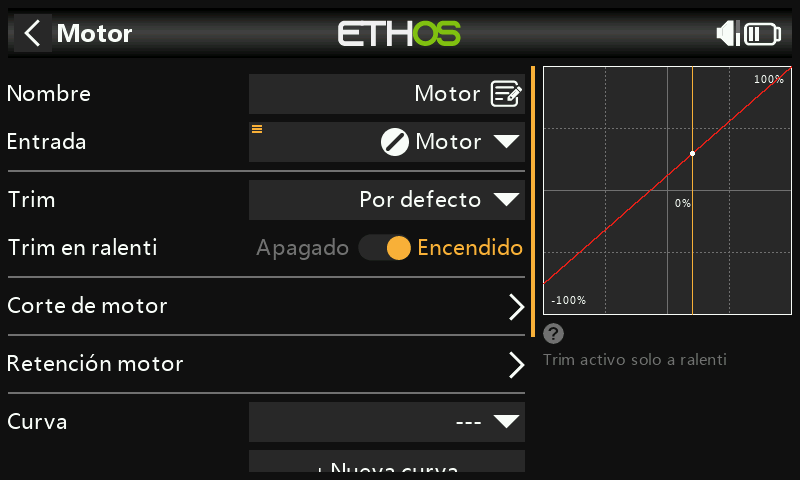 Motor
ETHOS
Nombre
Motor
Entrada
Motor
Trim
Por defecto
Trim en ralenti
Apagado
Encendido
Corte de motor
Retención motor
Curva
---
+Nueva curva
100%
0%
-100%
?
Trim activo solo a ralenti